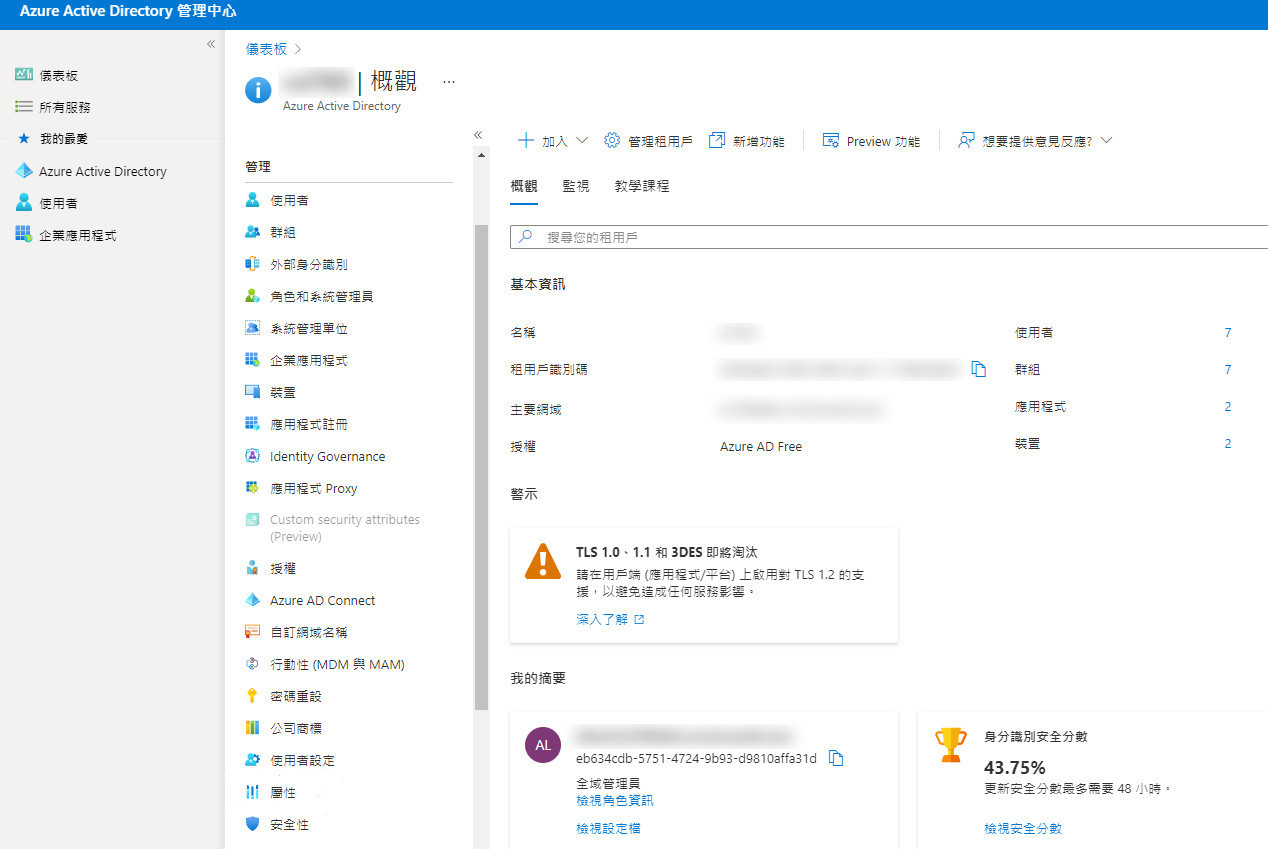 Azure Active Directory 管理中心
儀表板
所有服務
我的最愛
Azure Active Directory
使用者
企業應用程式
儀表板
| 概觀 ...
Azure Active Directory
管理
使用者
群組
外部身分識別
角色和系統管理員
系統管理單位
企業應用程式
裝置
應用程式註冊
Identity Governance
應用程式 Proxy
Custom security attributes
(Preview)
授權
Azure AD Connect
自訂網域名稱
行動性 (MDM 與 MAM)
密碼重設
公司商標
使用者設定
屬性
安全性
加入 管理租用戶 新增功能 Preview 功能 想要提供意見反應?
概觀 監視 教學課程
搜尋您的租用戶
基本資訊
名稱 使用者 7
租用戶識別碼 群組 7
主要網域 應用程式 2
授權 Azure AD Free 裝置 2
警示
TLS 1.0、1.1 和 3DES 即將淘汰
請在用戶端 (應用程式/平台) 上啟用對 TLS 1.2 的支
援，以避免造成任何服務影響。
深入了解
我的摘要
AL
eb634cdb-5751-4724-9b93-d9810affa31d
全域管理員
檢視角色資訊
檢視設定檔
身分識別安全分數
43.75%
更新安全分數最多需要 48 小時。
檢視安全分數